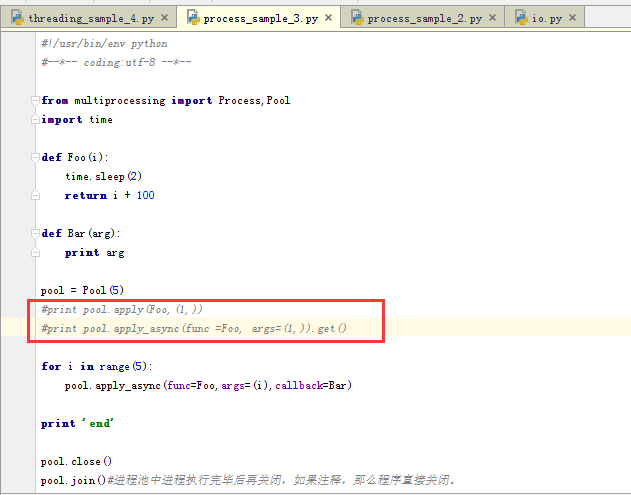 threading_sample_4.py × process_sample_3.py × process_sample_2.py × io.py ×
#!/usr/bin/env python
#--*-- coding:utf-8 --*--
from multiprocessing import Process,Pool
import time
def Foo(i):
    time.sleep(2)
    return i + 100
def Bar(arg):
    print arg
pool = Pool(5)
#print pool.apply(Foo,(1,))
#print pool.apply_async(func =Foo, args=(1,)).get()
for i in range(5):
    pool.apply_async(func=Foo,args=(i),callback=Bar)
print 'end'
pool.close()
pool.join()#进程池中进程执行完毕后再关闭，如果注释，那么程序直接关闭。